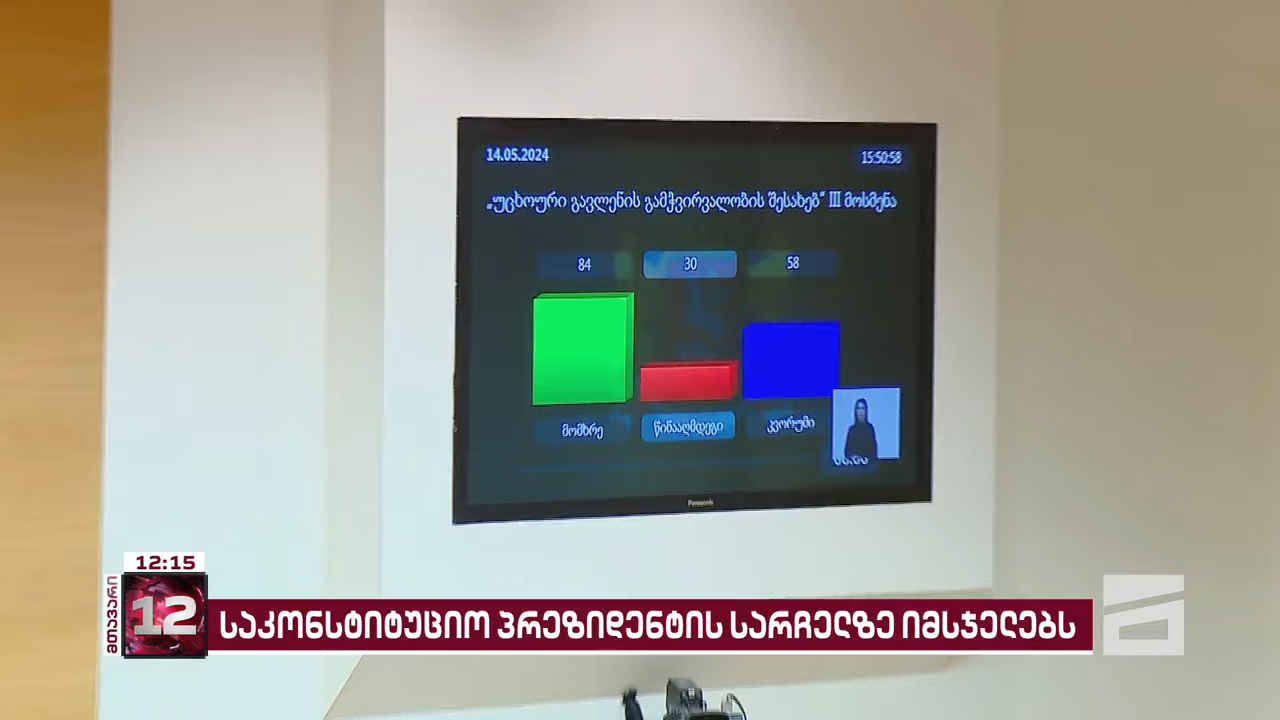 14.05.2024
15:50:58
„უცხოური გავლენის გამჭვირვალობის შესახებ“ III მოსმენა
84
30
58
მომხრე
წინააღმდეგი
კვორუმი
Panasonic
12:15
მთავარი
12
საკონსტიტუციო პრეზიდენტის სარჩელზე იმსჯელებს